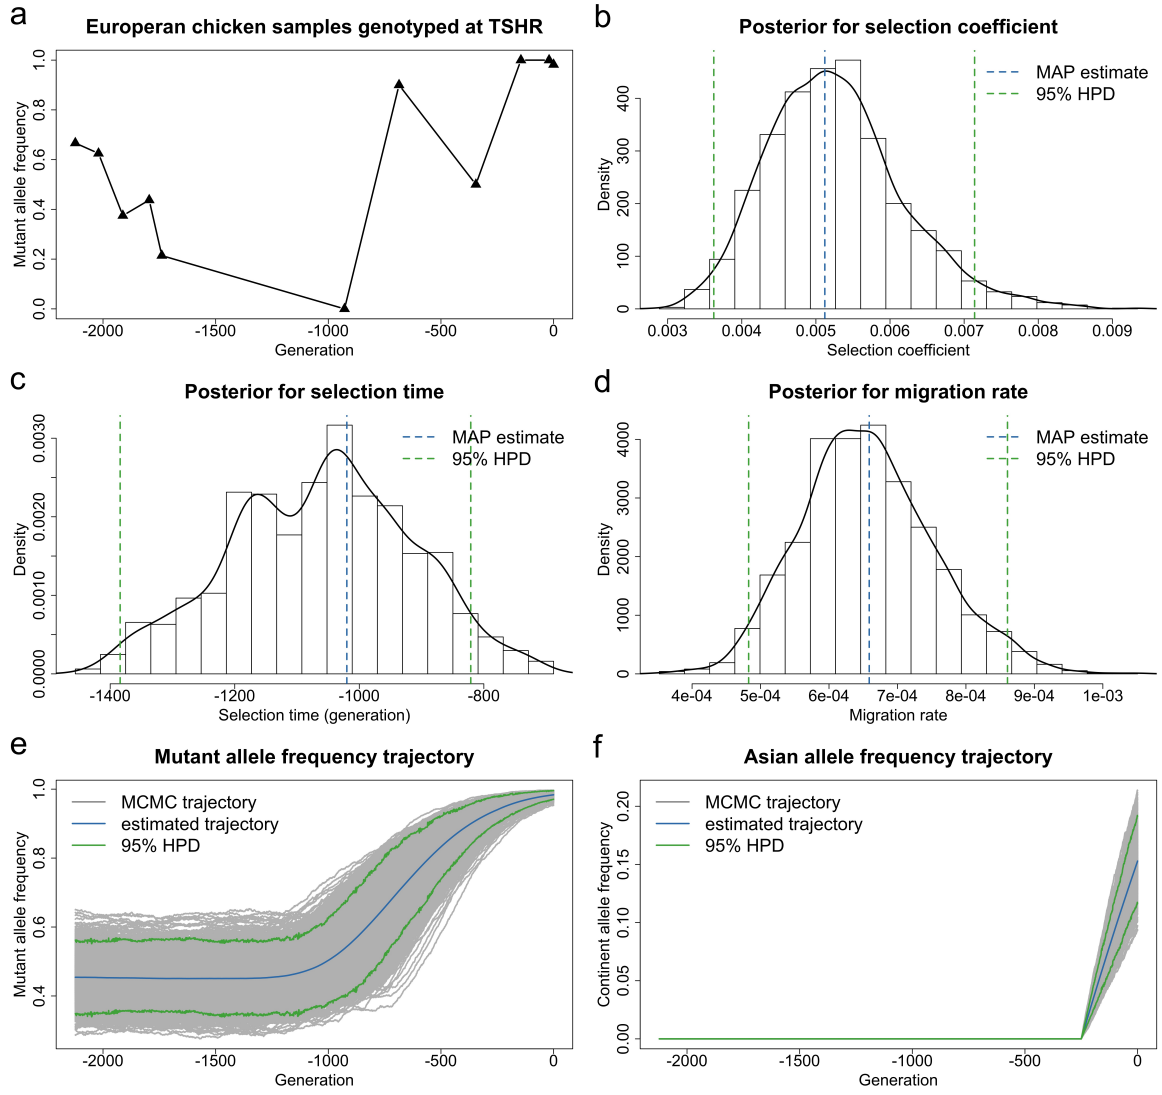 a
Europeran chicken samples genotyped at TSHR
Mutant allele frequency
0.0 0.2 0.4 0.6 0.8 1.0
-2000 -1500 -1000 -500 0
Generation
b
Posterior for selection coefficient
MAP estimate
95% HPD
Density
0 100 200 300 400
0.003 0.004 0.005 0.006 0.007 0.008 0.009
Selection coefficient
c
Posterior for selection time
MAP estimate
95% HPD
Density
0.0000 0.0010 0.0020 0.0030
-1400 -1200 -1000 -800
Selection time (generation)
d
Posterior for migration rate
MAP estimate
95% HPD
Density
0 1000 2000 3000 4000
4e-04 5e-04 6e-04 7e-04 8e-04 9e-04 1e-03
Migration rate
e
Mutant allele frequency trajectory
MCMC trajectory
estimated trajectory
95% HPD
Mutant allele frequency
0.4 0.6 0.8 1.0
-2000 -1500 -1000 -500 0
Generation
f
Asian allele frequency trajectory
MCMC trajectory
estimated trajectory
95% HPD
Continent allele frequency
0.00 0.05 0.10 0.15 0.20
-2000 -1500 -1000 -500 0
Generation